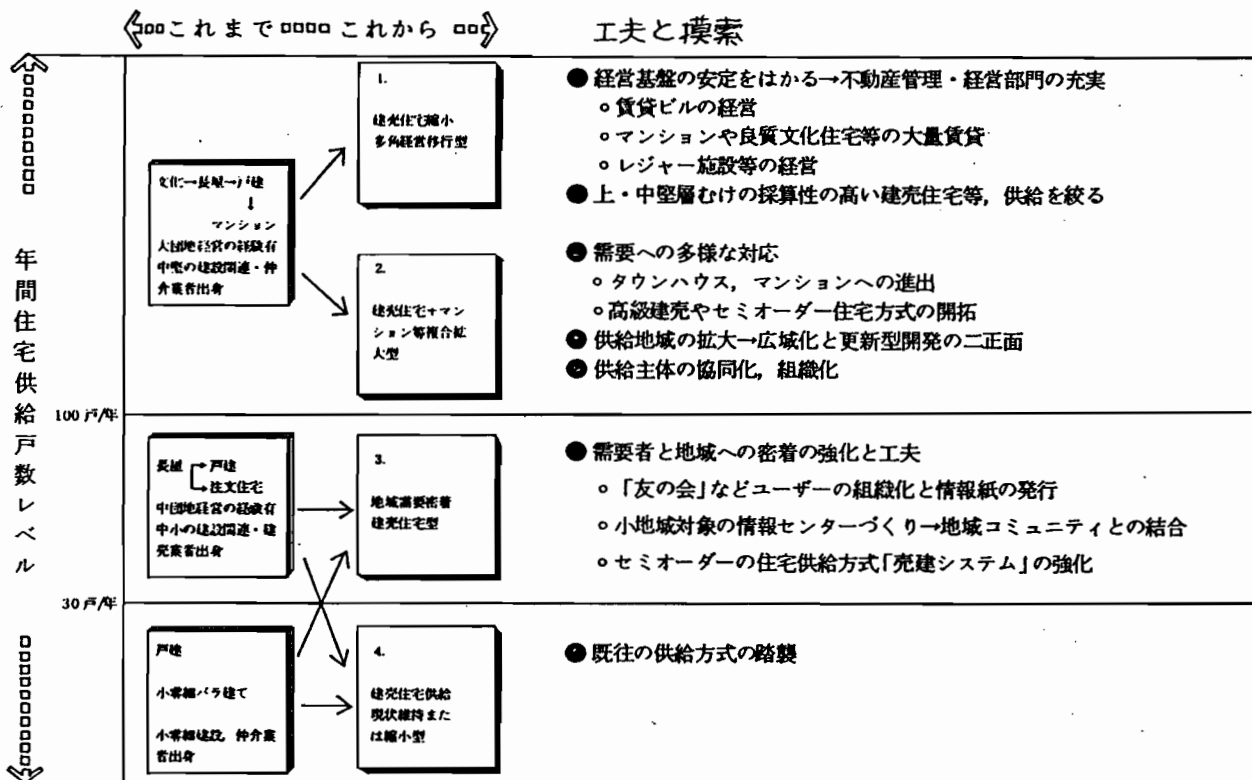 これまで これから 工夫と摸索
年間住宅供給戸数レベル
100戸/年
30戸/年
文化→長屋→戸建
↓
マンション
大団地経営の経験有
中堅の建設関連・仲
介業者出身
1.
建売住宅縮小
多角経営移行型
2.
建売住宅+マン
ション等複合拡
大型
●経営基盤の安定をはかる→不動産管理・経営部門の充実
○賃貸ビルの経営
○マンションや良質文化住宅等の大量賃貸
○レジャー施設等の経営
●上・中堅層むけの採算性の高い建売住宅等,供給を絞る
●需要への多様な対応
○タウンハウス,マンションへの進出
○高級建売やセミオーダー住宅方式の開拓
●供給地域の拡大→広域化と更新型開発の二正面
●供給主体の協同化,組織化
長屋→戸建
→注文住宅
中団地経営の経験有
中小の建設関連・建
売業者出身
3.
地域需要密着
建売住宅型
●需要者と地域への密着の強化と工夫
○「友の会」などユーザーの組織化と情報紙の発行
○小地域対象の情報センターづくり→地域コミュニティとの結合
○セミオーダーの住宅供給方式「売建システム」の強化
戸建
小零細バラ建て
小零細建設,仲介業
者出身
4.
建売住宅供給
現状維持また
は縮小型
●既往の供給方式の踏襲